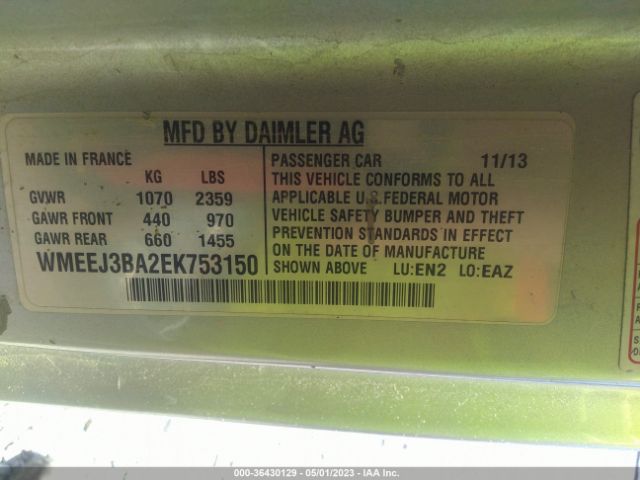 MFD BY DAIMLER AG
MADE IN FRANCE
KG LBS
GVWR 1070 2359
GAWR FRONT 440 970
GAWR REAR 660 1455
WMEEJ3BA2EK753150
PASSENGER CAR 11/13
THIS VEHICLE CONFORMS TO ALL
APPLICABLE U.S.FEDERAL MOTOR
VEHICLE SAFETY BUMPER AND THEFT
PREVENTION STANDARDS IN EFFECT
ON THE DATE OF MANUFACTURE
SHOWN ABOVE LU:EN2 LO:EAZ
000-36430129 - 05/01/2023 - IAA Inc.